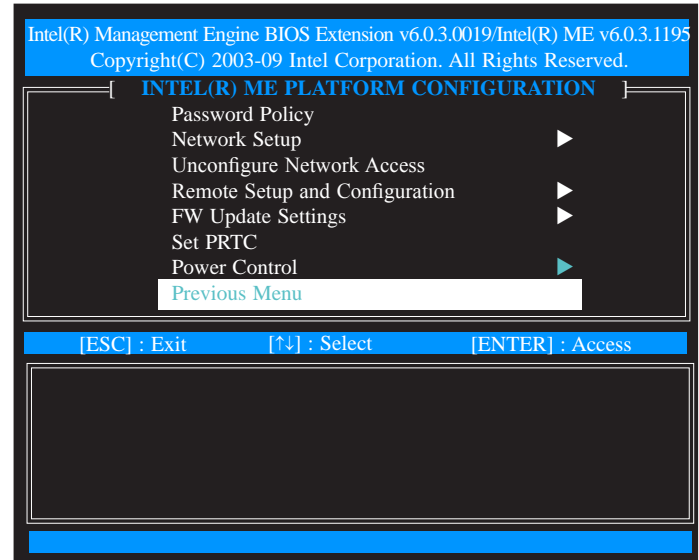 Intel(R) Management Engine BIOS Extension v6.0.3.0019/Intel(R) ME v6.0.3.1195
Copyright(C) 2003-09 Intel Corporation. All Rights Reserved.
[ INTEL(R) ME PLATFORM CONFIGURATION ]
Password Policy
Network Setup ▶
Unconfigure Network Access
Remote Setup and Configuration ▶
FW Update Settings ▶
Set PRTC
Power Control ▶
Previous Menu
[ESC] : Exit [↑↓] : Select [ENTER] : Access